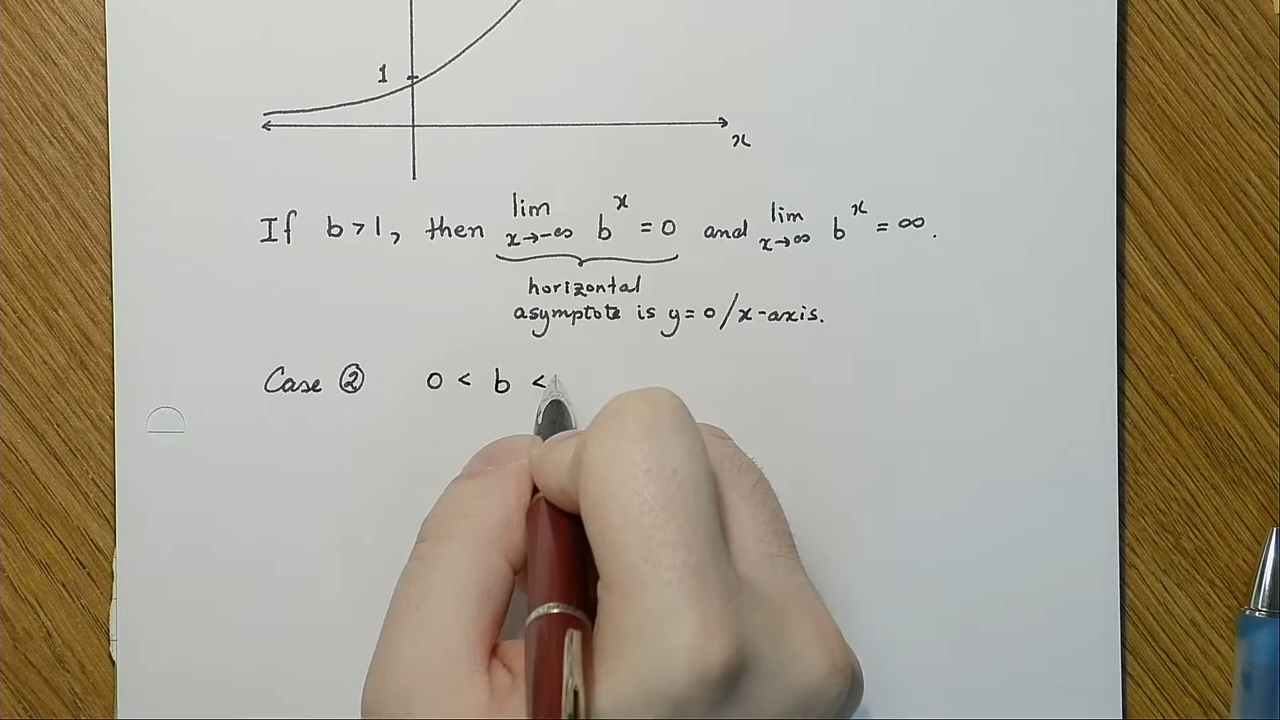 1
x
If b>1, then lim x→-∞ b^x = 0 and lim x→∞ b^x = ∞.
horizontal
asymptote is y=0/x-axis.
Case ② 0 < b <